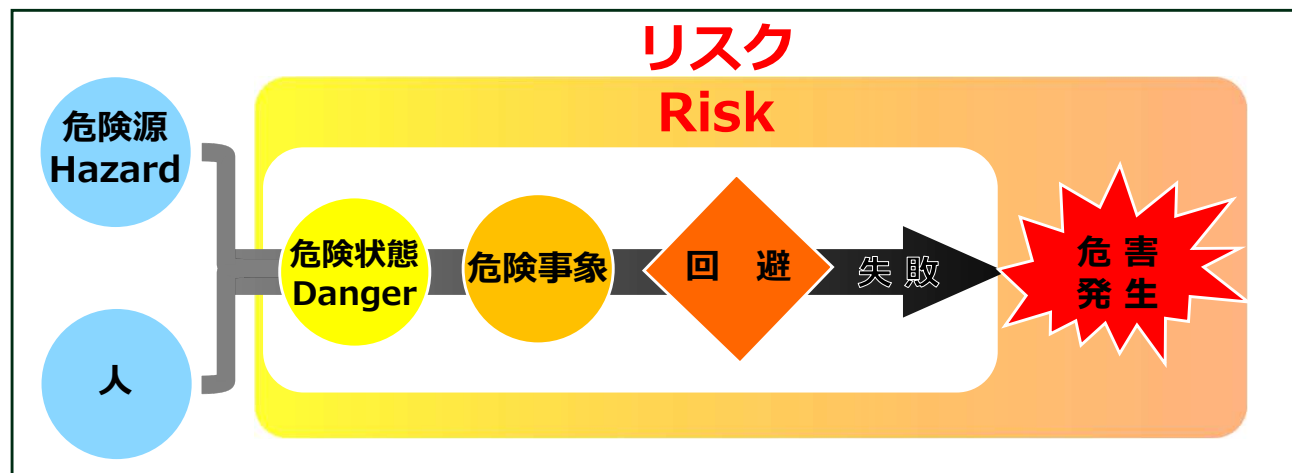 リスク
Risk
危険源
Hazard
人
危険状態
Danger
危険事象
回　避
失 敗
危 害
発 生